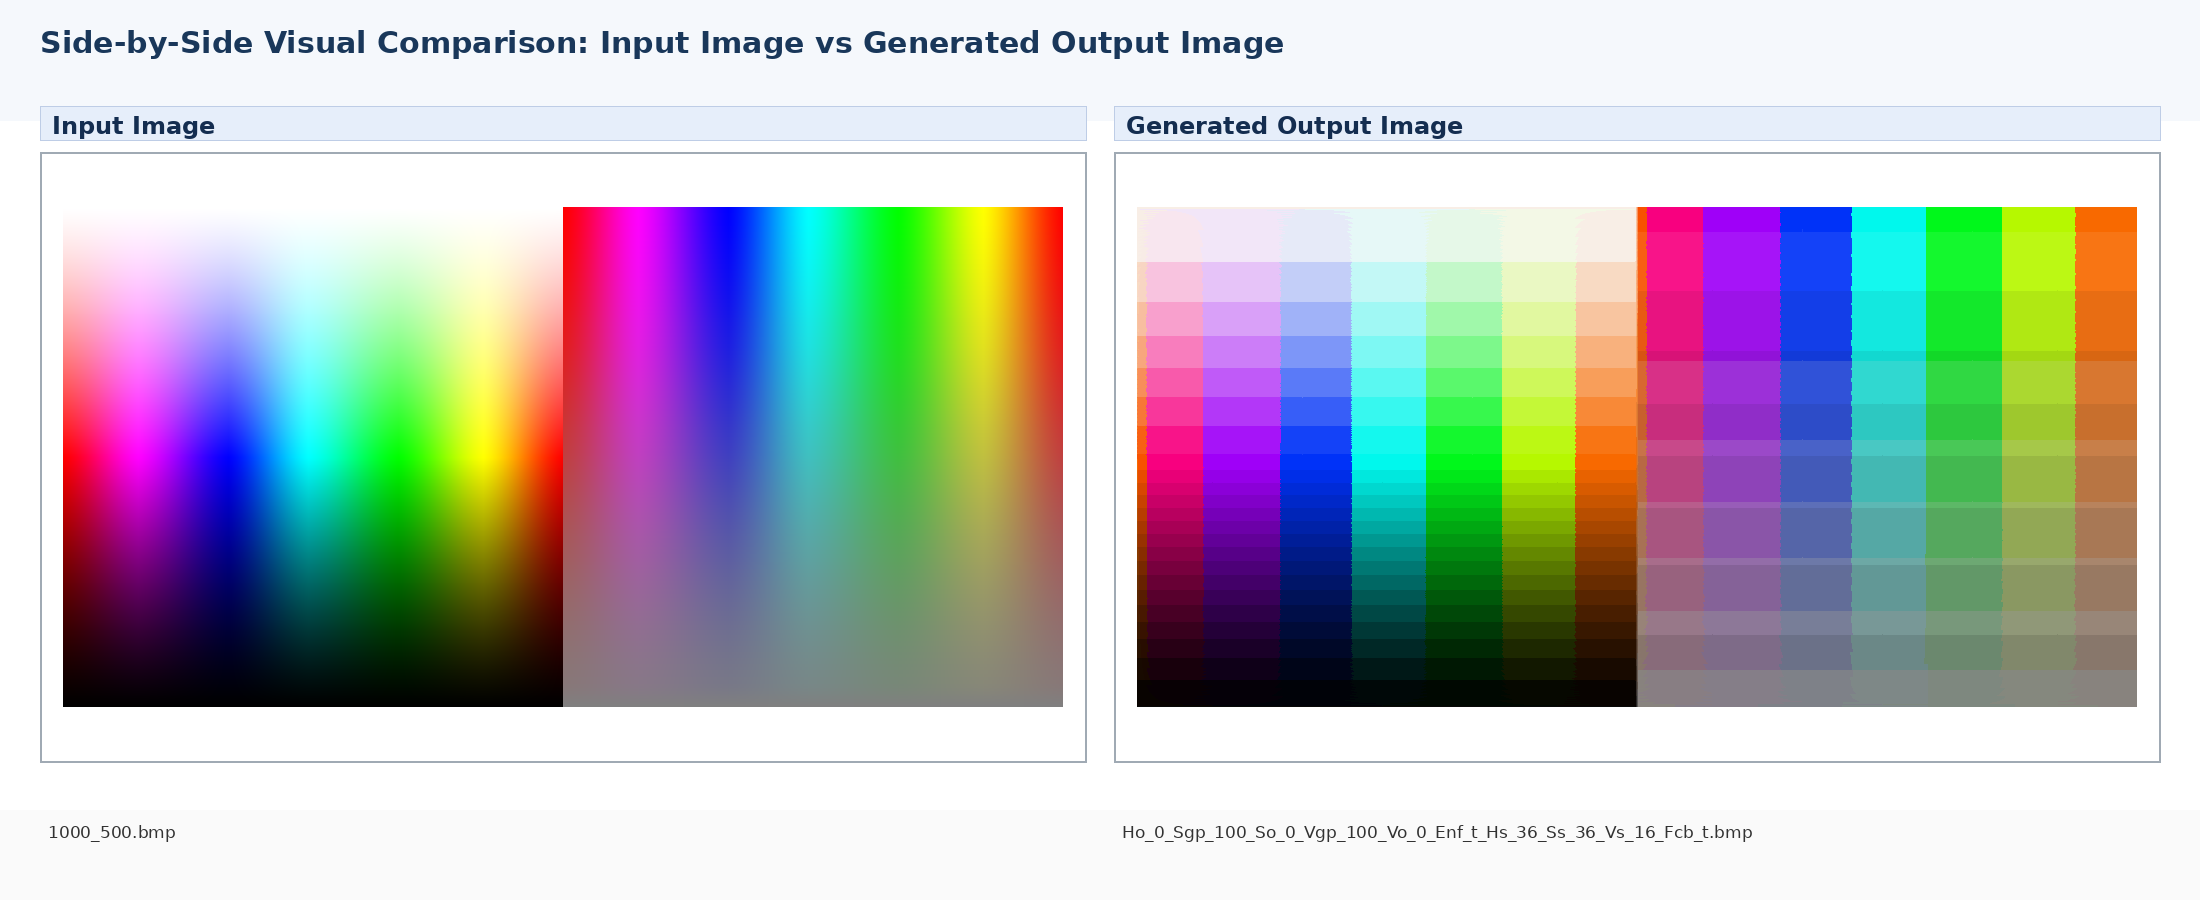 Side-by-Side Visual Comparison: Input Image vs Generated Output Image
Input Image
Generated Output Image
1000_500.bmp
Ho_0_Sgp_100_So_0_Vgp_100_Vo_0_Enf_t_Hs_36_Ss_36_Vs_16_Fcb_t.bmp